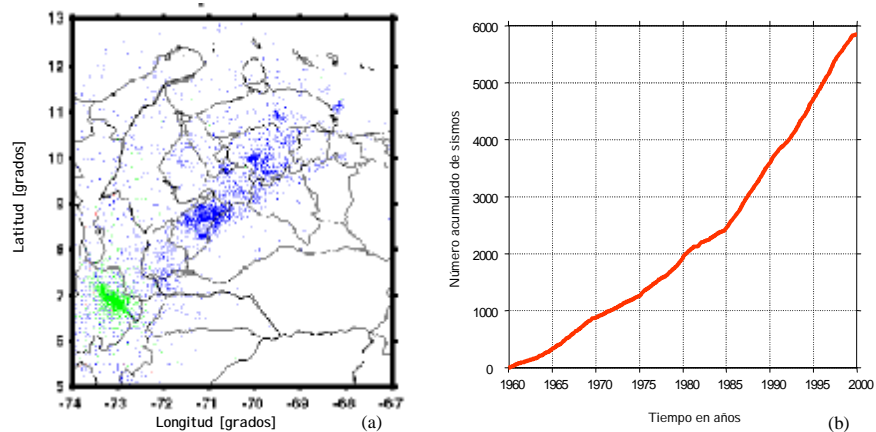 13
12
11
10
9
8
7
6
5
Latitud [grados]
-74 -73 -72 -71 -70 -69 -68 -67
Longitud [grados]
(a)
6000
5000
4000
3000
2000
1000
0
Número acumulado de sismos
1960 1965 1970 1975 1980 1985 1990 1995 2000
Tiempo en años
(b)